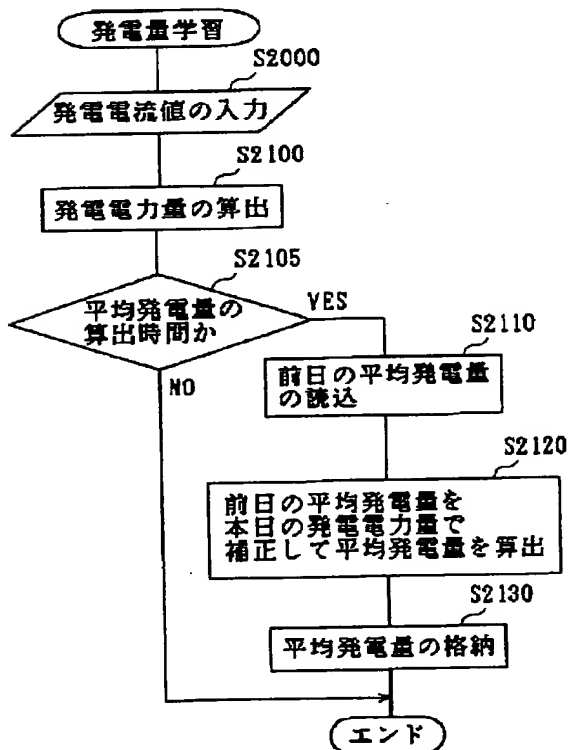 発電量学習
S2000
発電電流値の入力
S2100
発電電力量の算出
S2105
平均発電量の
算出時間か
YES
NO
S2110
前日の平均発電量
の読込
S2120
前日の平均発電量を
本日の発電電力量で
補正して平均発電量を算出
S2130
平均発電量の格納
エンド